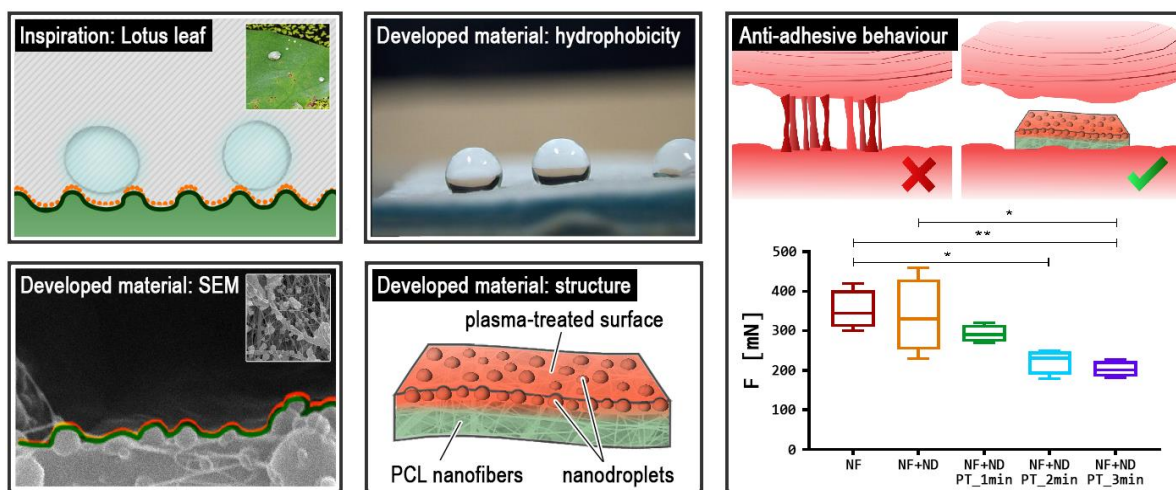 Inspiration: Lotus leaf
Developed material: hydrophobicity
Anti-adhesive behaviour
Developed material: SEM
Developed material: structure
plasma-treated surface
PCL nanofibers
nanodroplets
*
**
*
F [mN]
500
400
300
200
100
0
NF
NF+ND
NF+ND
PT_1min
NF+ND
PT_2min
NF+ND
PT_3min